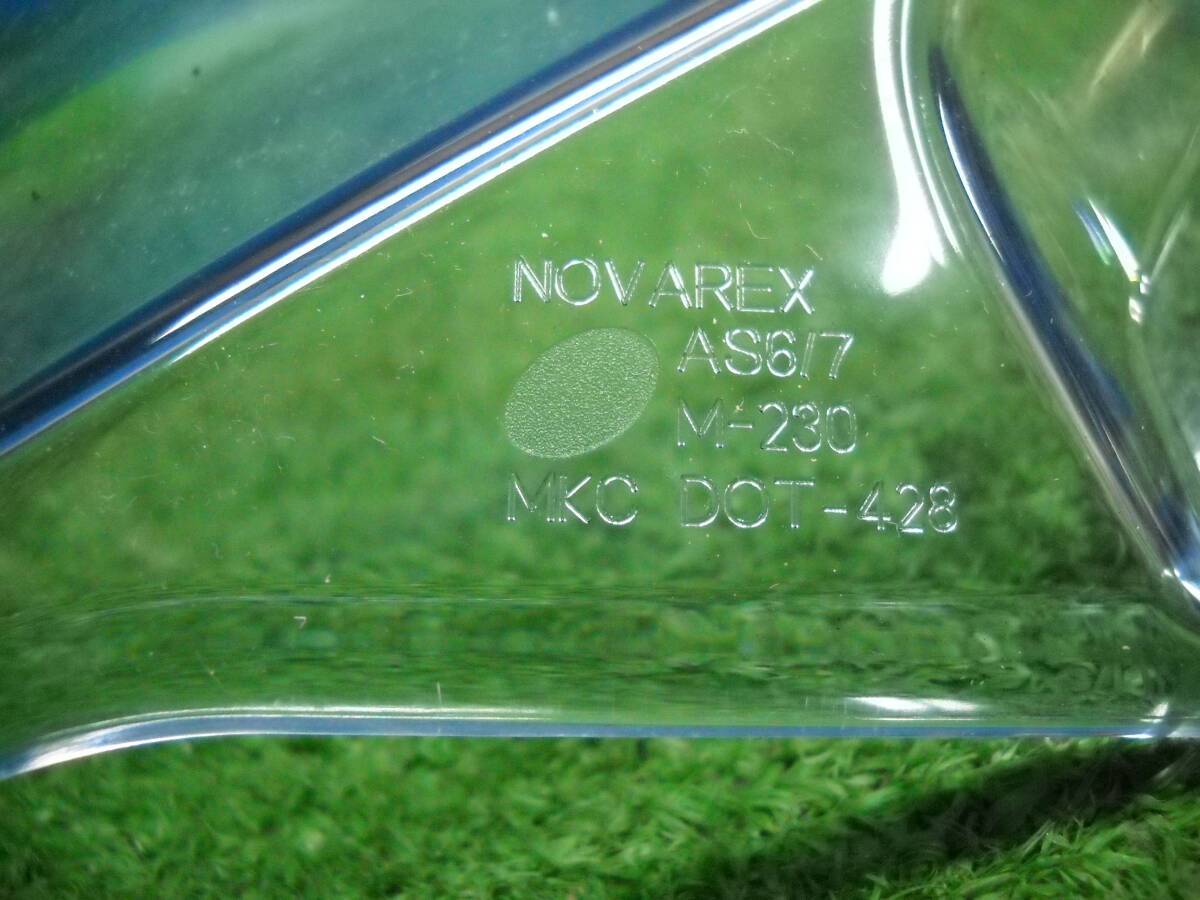 NOVAREX
AS6/7
M-230
MKC DOT-428